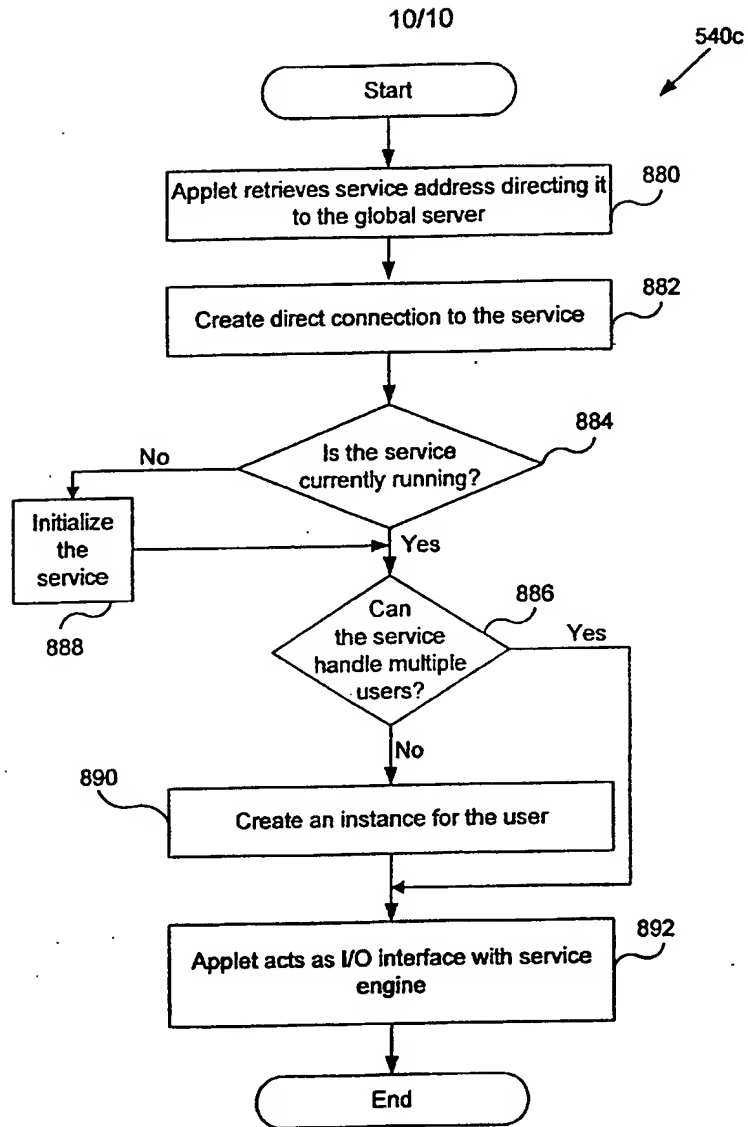 10/10
540c
Start
Applet retrieves service address directing it
to the global server
880
Create direct connection to the service
882
Is the service
currently running?
884
No
Initialize
the
service
888
Yes
Can
the service
handle multiple
users?
886
Yes
No
890
Create an instance for the user
Applet acts as I/O interface with service
engine
892
End